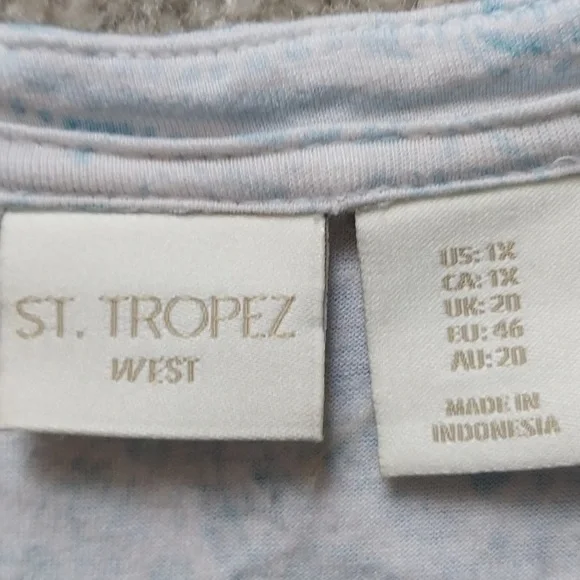 ST. TROPEZ
WEST
US: 1X
CA: 1X
UK: 20
EU: 46
AU: 20
MADE IN
INDONESIA